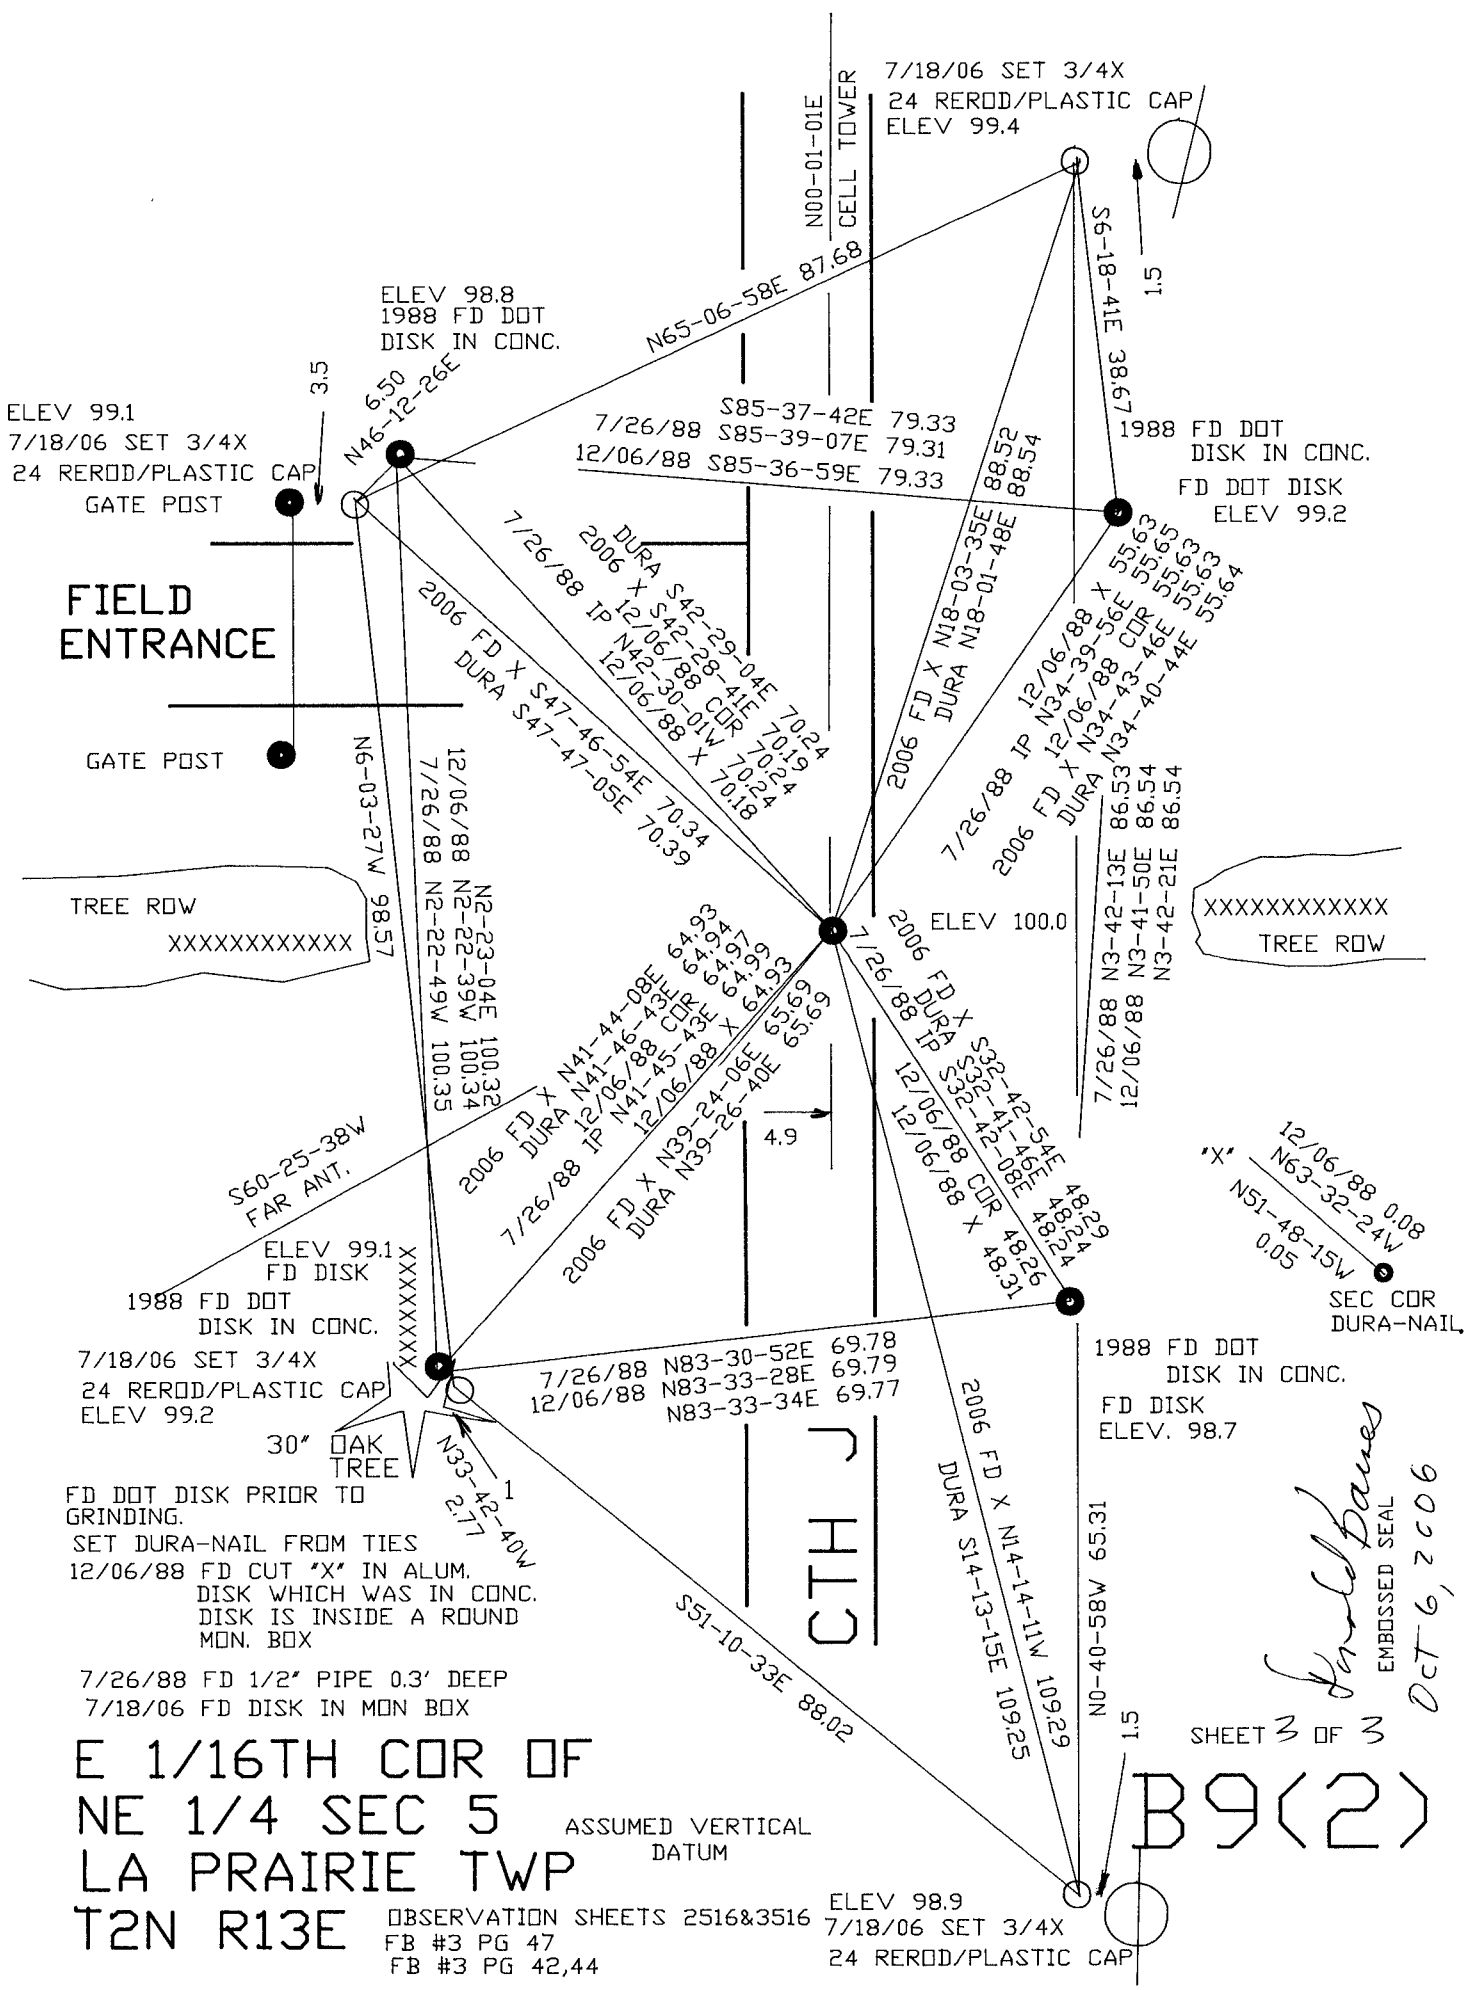 7/18/06 SET 3/4X
24 REROD/PLASTIC CAP
ELEV 99.4
N00-01-01E
CELL TOWER
S6-18-41E 38.67
1.5
N65-06-58E 87.68
ELEV 98.8
1988 FD DOT
DISK IN CONC.
6.50
N46-12-26E
3.5
ELEV 99.1
7/18/06 SET 3/4X
24 REROD/PLASTIC CAP
GATE POST
S85-37-42E 79.33
7/26/88 S85-39-07E 79.31
12/06/88 S85-36-59E 79.33
1988 FD DOT
DISK IN CONC.
FD DOT DISK
ELEV 99.2
FIELD
ENTRANCE
GATE POST
DURA S42-29-04E 70.24
2006 X S42-28-41E 70.19
12/06/88 COR 70.24
7/26/88 IP N42-30-01W 70.24
12/06/88 X 70.18
2006 FD X S47-46-54E 70.34
DURA S47-47-05E 70.39
2006 FD X N18-03-35E 88.52
DURA N18-01-48E 88.54
12/06/88 X 55.63
7/26/88 IP N34-39-56E 55.65
12/06/88 COR 55.63
2006 FD X N34-43-46E 55.63
DURA N34-40-44E 55.64
N6-03-27W 98.57
12/06/88 N2-23-04E 100.32
7/26/88 N2-22-39W 100.34
N2-22-49W 100.35
TREE ROW
XXXXXXXXXXXX
ELEV 100.0
7/26/88 N3-42-13E 86.53
12/06/88 N3-41-50E 86.54
N3-42-21E 86.54
XXXXXXXXXXXX
TREE ROW
2006 FD X N41-44-08E 64.93
DURA N41-46-43E 64.94
12/06/88 COR 64.97
7/26/88 IP N41-45-43E 64.99
12/06/88 X 64.93
2006 FD X N39-24-06E 65.69
DURA N39-26-40E 65.69
2006 FD X S32-42-54E 48.29
DURA S32-41-46E 48.24
7/26/88 IP S32-42-08E 48.24
12/06/88 COR 48.26
12/06/88 X 48.31
4.9
S60-25-38W
FAR ANT.
"X"
12/06/88 0.08
N63-32-24W
N51-48-15W
0.05
SEC COR
DURA-NAIL
ELEV 99.1
FD DISK
XXXXXXXX
1988 FD DOT
DISK IN CONC.
7/18/06 SET 3/4X
24 REROD/PLASTIC CAP
ELEV 99.2
30" OAK
TREE
N33-42-40W
2.77
1
7/26/88 N83-30-52E 69.78
12/06/88 N83-33-28E 69.79
N83-33-34E 69.77
1988 FD DOT
DISK IN CONC.
FD DISK
ELEV. 98.7
FD DOT DISK PRIOR TO
GRINDING.
SET DURA-NAIL FROM TIES
12/06/88 FD CUT "X" IN ALUM.
DISK WHICH WAS IN CONC.
DISK IS INSIDE A ROUND
MON. BOX
7/26/88 FD 1/2" PIPE 0.3' DEEP
7/18/06 FD DISK IN MON BOX
CTH J
2006 FD X N14-14-11W 109.29
DURA S14-13-15E 109.25
N0-40-58W 65.31
S51-10-33E 88.02
1.5
Donald Barnes
EMBOSSED SEAL
OCT 6, 2006
SHEET 3 OF 3
B9(2)
E 1/16TH COR OF
NE 1/4 SEC 5
LA PRAIRIE TWP
T2N R13E
ASSUMED VERTICAL
DATUM
OBSERVATION SHEETS 2516&3516
FB #3 PG 47
FB #3 PG 42,44
ELEV 98.9
7/18/06 SET 3/4X
24 REROD/PLASTIC CAP